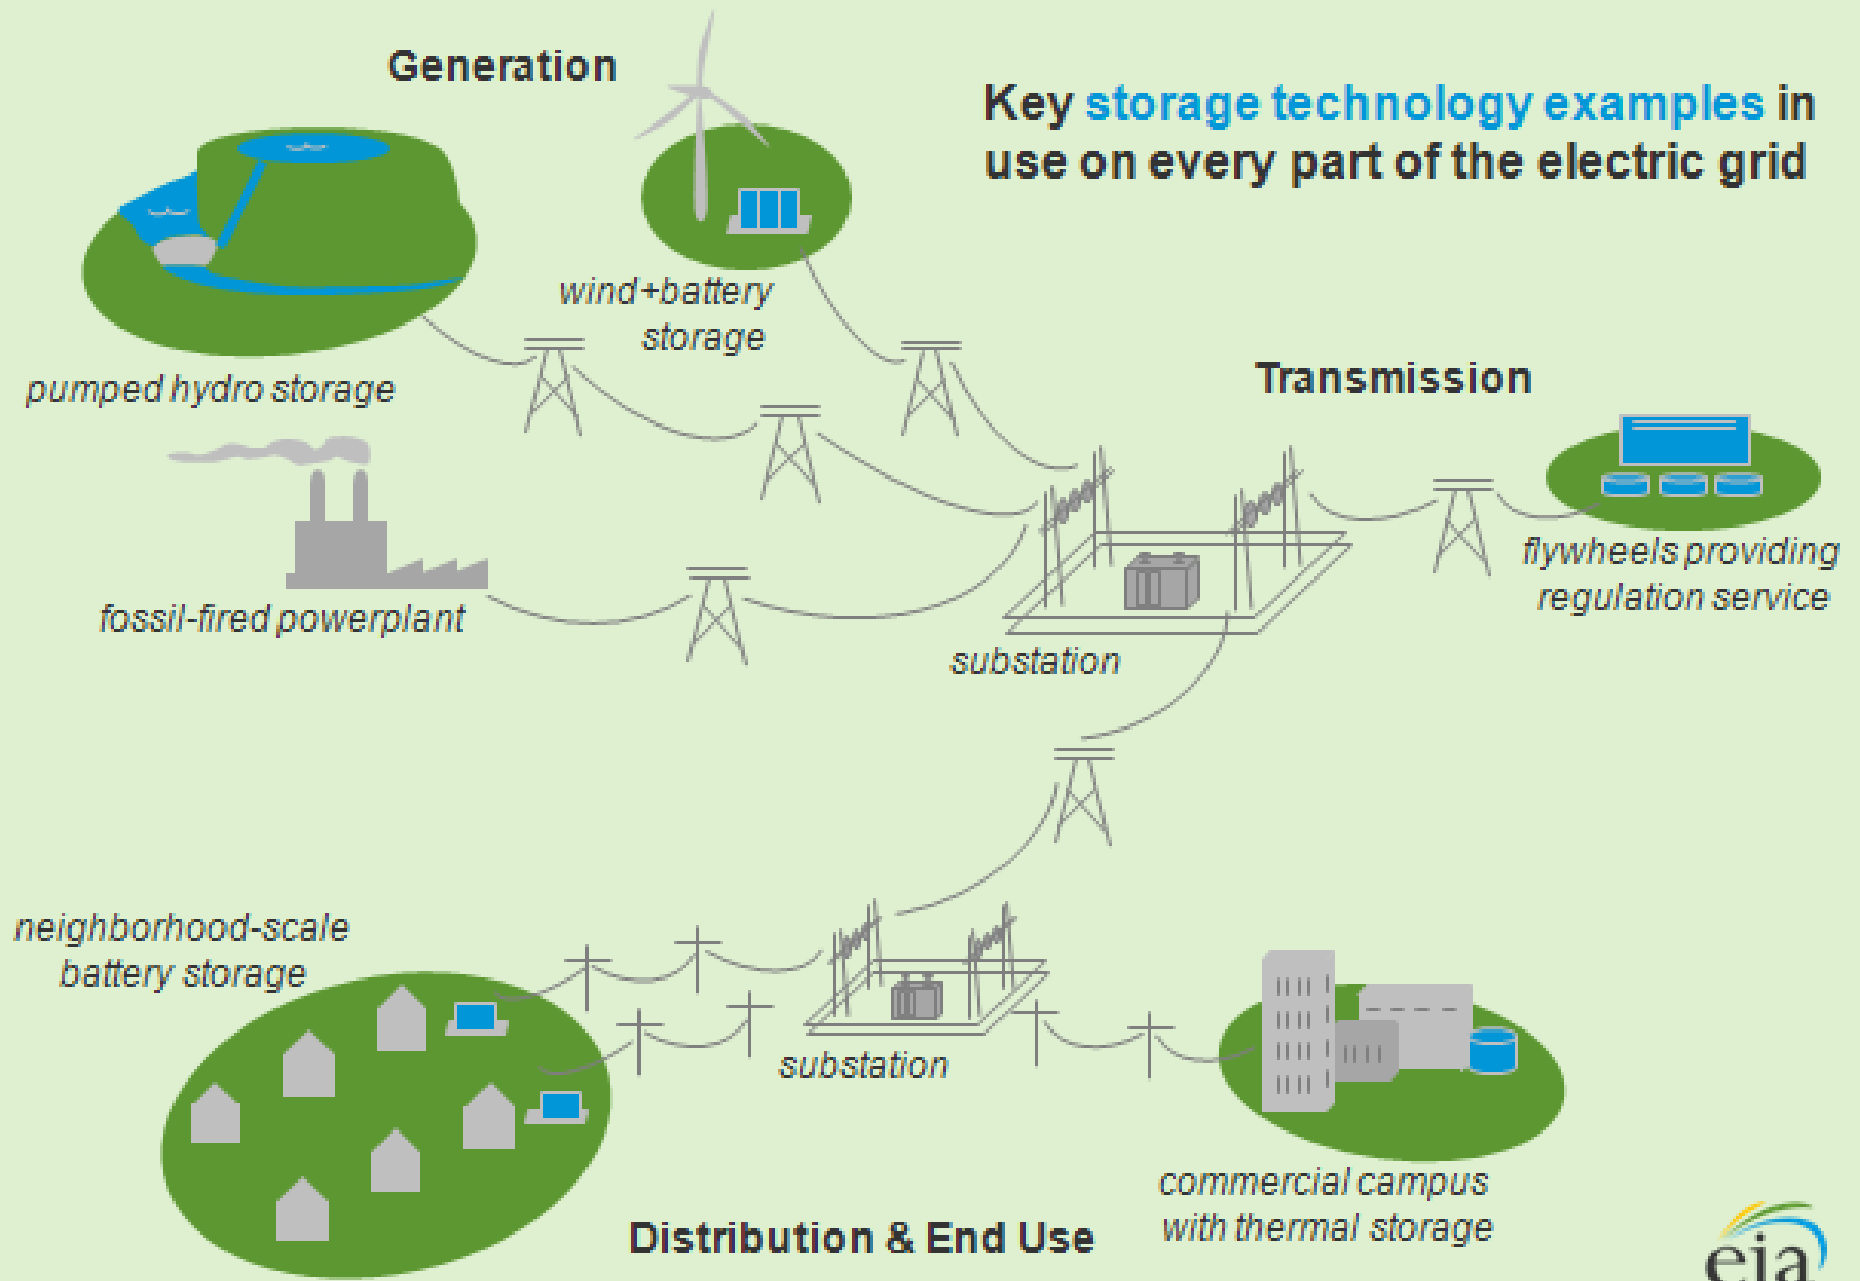 Generation
Key storage technology examples in
use on every part of the electric grid
wind+battery
storage
pumped hydro storage
Transmission
flywheels providing
regulation service
fossil-fired powerplant
substation
neighborhood-scale
battery storage
substation
commercial campus
with thermal storage
Distribution & End Use
eia